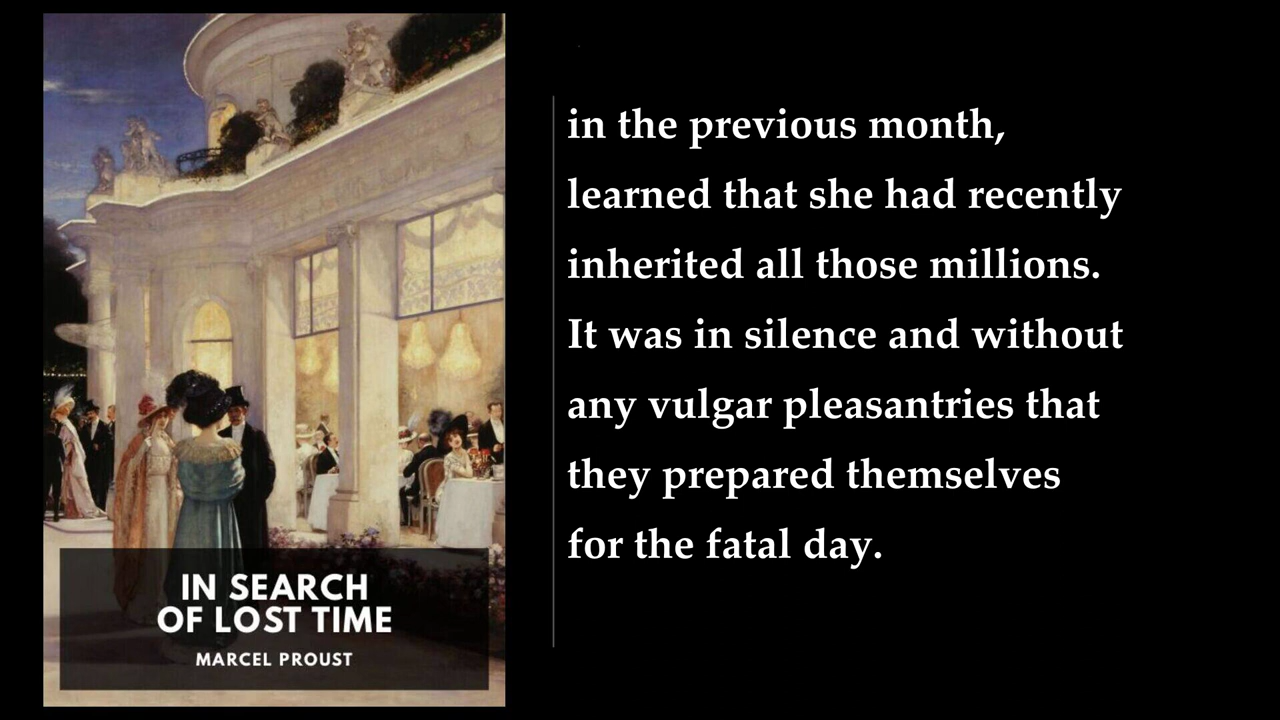 in the previous month,
learned that she had recently
inherited all those millions.
It was in silence and without
any vulgar pleasantries that
they prepared themselves
for the fatal day.
IN SEARCH
OF LOST TIME
MARCEL PROUST